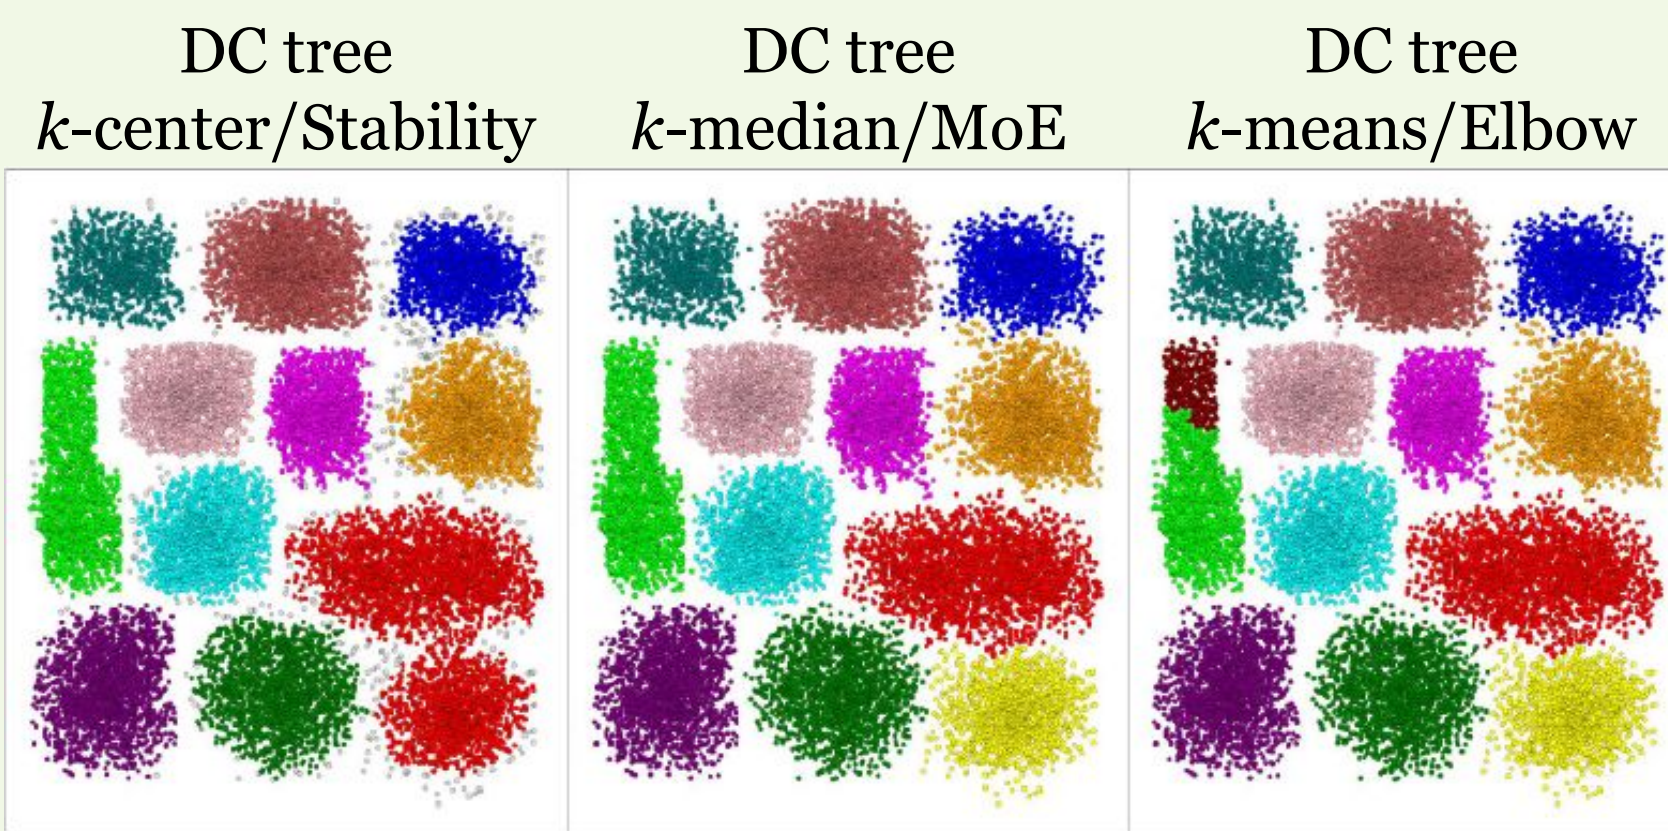 DC tree
k-center/Stability
DC tree
k-median/MoE
DC tree
k-means/Elbow